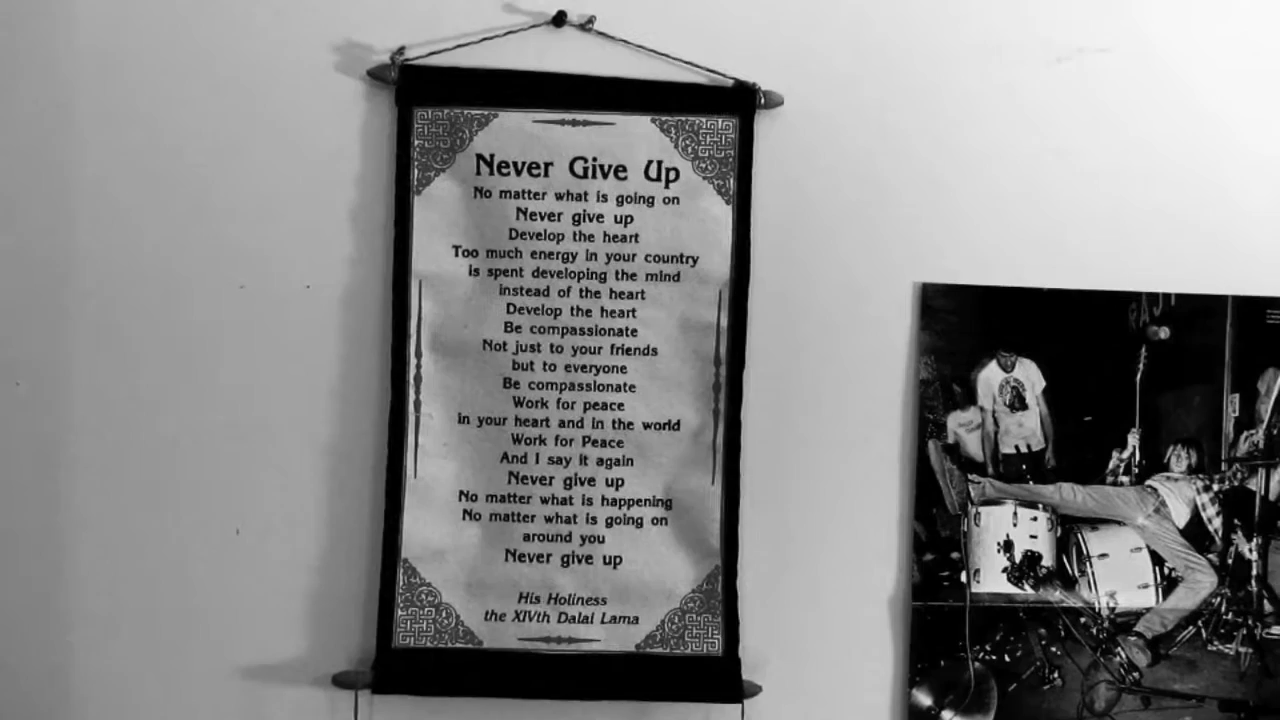 Never Give Up
No matter what is going on
Never give up
Develop the heart
Too much energy in your country
is spent developing the mind
instead of the heart
Develop the heart
Be compassionate
Not just to your friends
but to everyone
Be compassionate
Work for peace
in your heart and in the world
Work for Peace
And I say it again
Never give up
No matter what is happening
No matter what is going on
around you
Never give up
His Holiness
the XIVth Dalai Lama